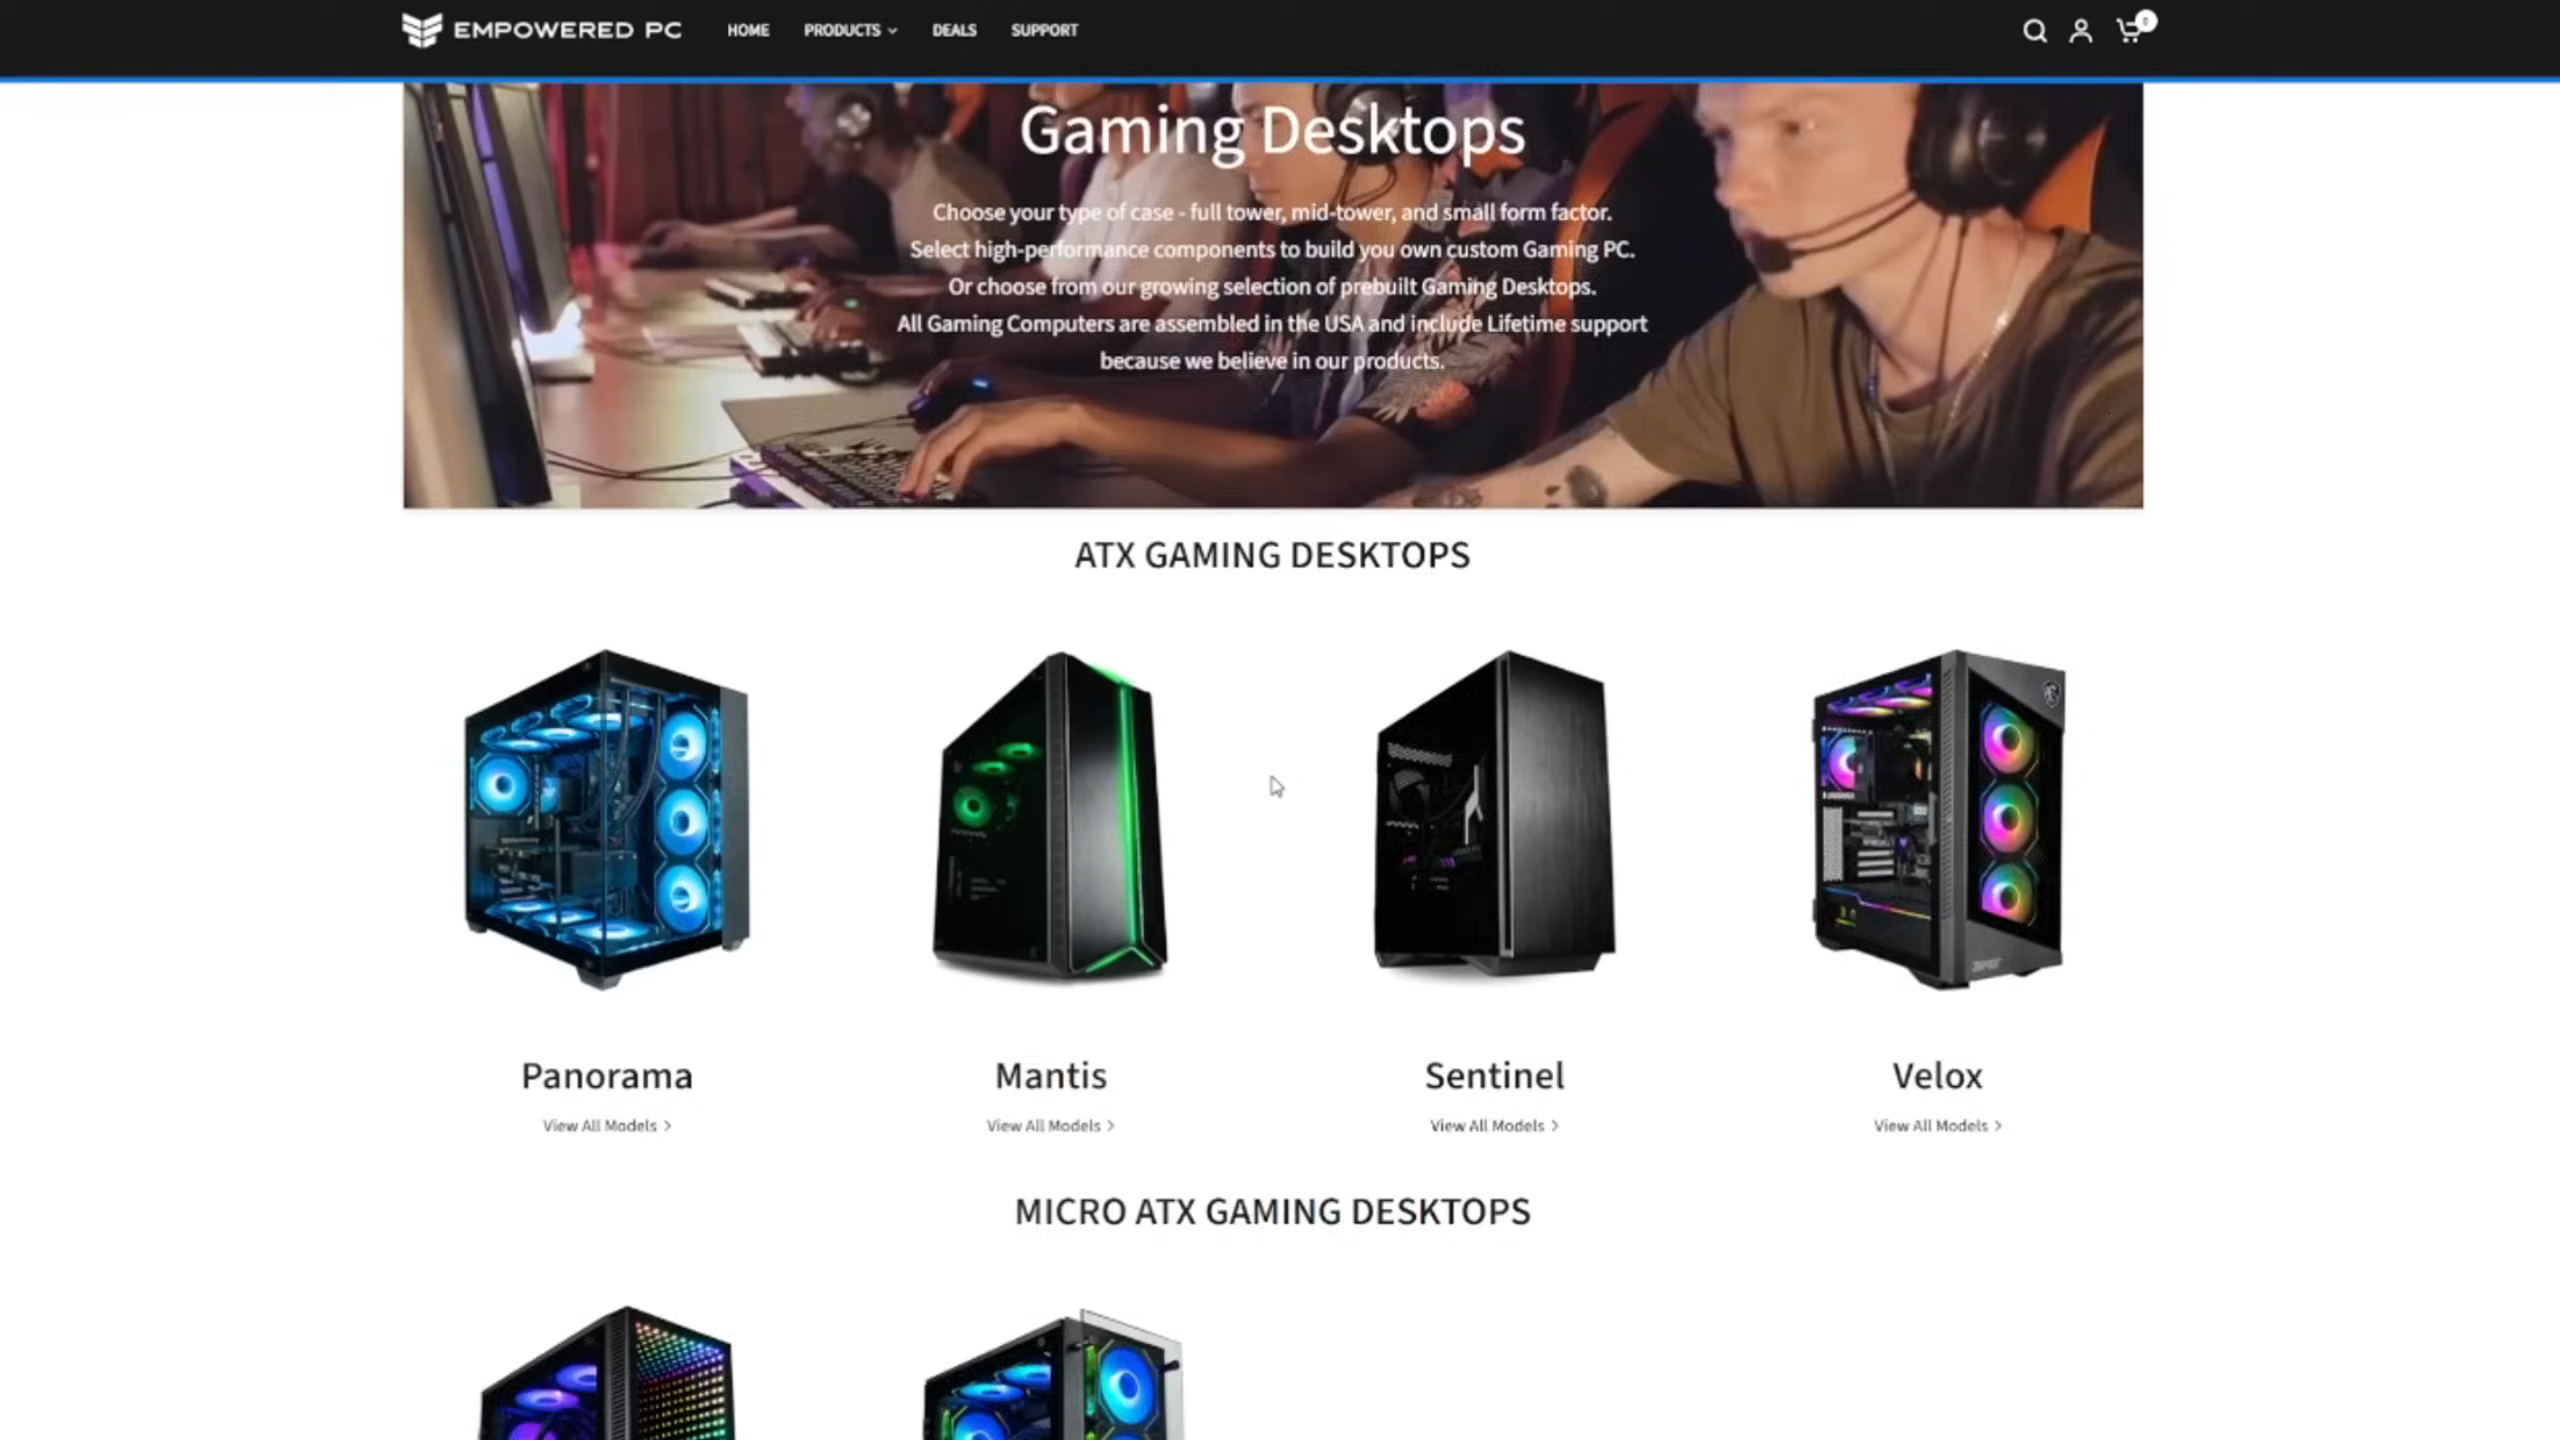 EMPOWERED PC
HOME
PRODUCTS
DEALS
SUPPORT
0
Gaming Desktops
Choose your type of case - full tower, mid-tower, and small form factor.
Select high-performance components to build you own custom Gaming PC.
Or choose from our growing selection of prebuilt Gaming Desktops.
All Gaming Computers are assembled in the USA and include Lifetime support
because we believe in our products.
ATX GAMING DESKTOPS
Panorama
Mantis
Sentinel
Velox
View All Models >
View All Models >
View All Models >
View All Models >
MICRO ATX GAMING DESKTOPS